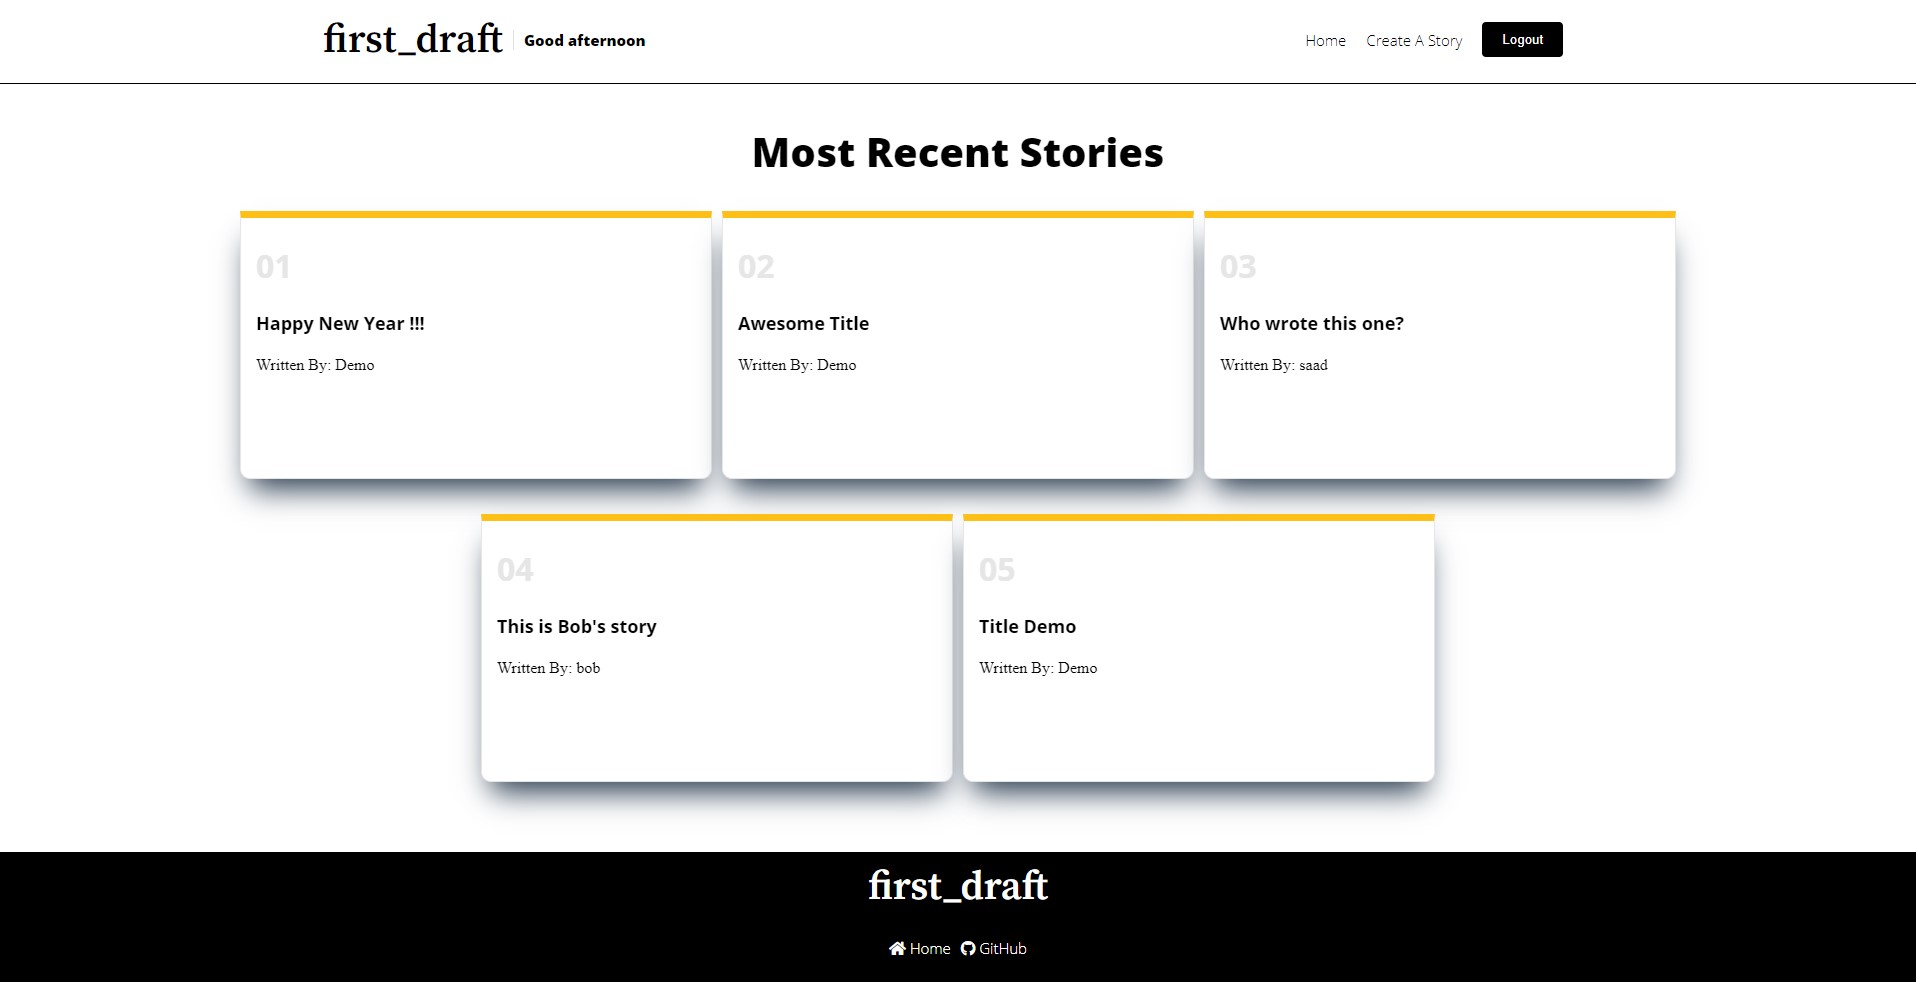 first_draft
Good afternoon
Home
Create A Story
Logout
Most Recent Stories
01
Happy New Year !!!
Written By: Demo
02
Awesome Title
Written By: Demo
03
Who wrote this one?
Written By: saad
04
This is Bob's story
Written By: bob
05
Title Demo
Written By: Demo
first_draft
Home
GitHub